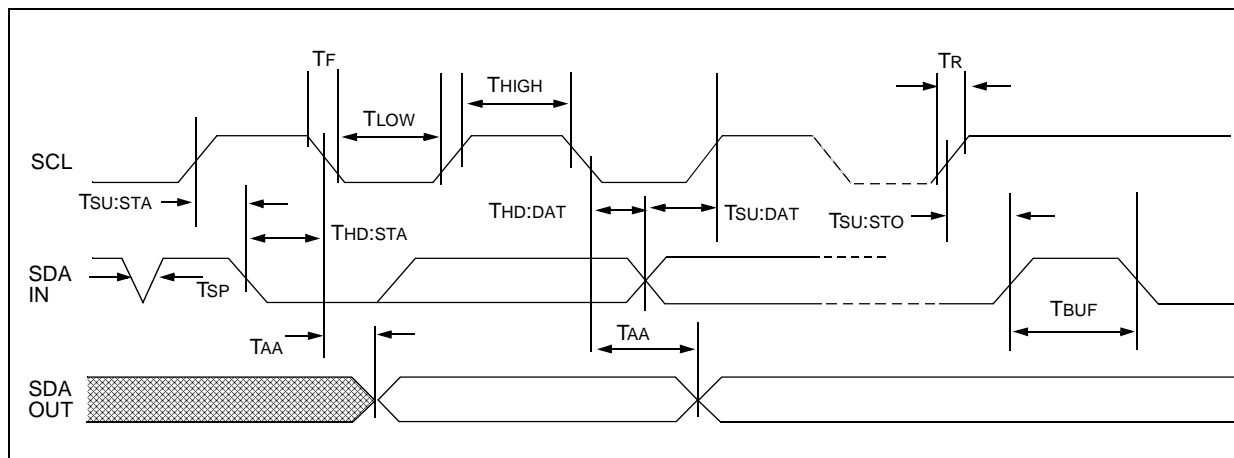 TF
TR
THIGH
TLOW
SCL
TSU:STA
THD:DAT
TSU:DAT
TSU:STO
THD:STA
SDA
IN
TSP
TBUF
TAA
TAA
SDA
OUT